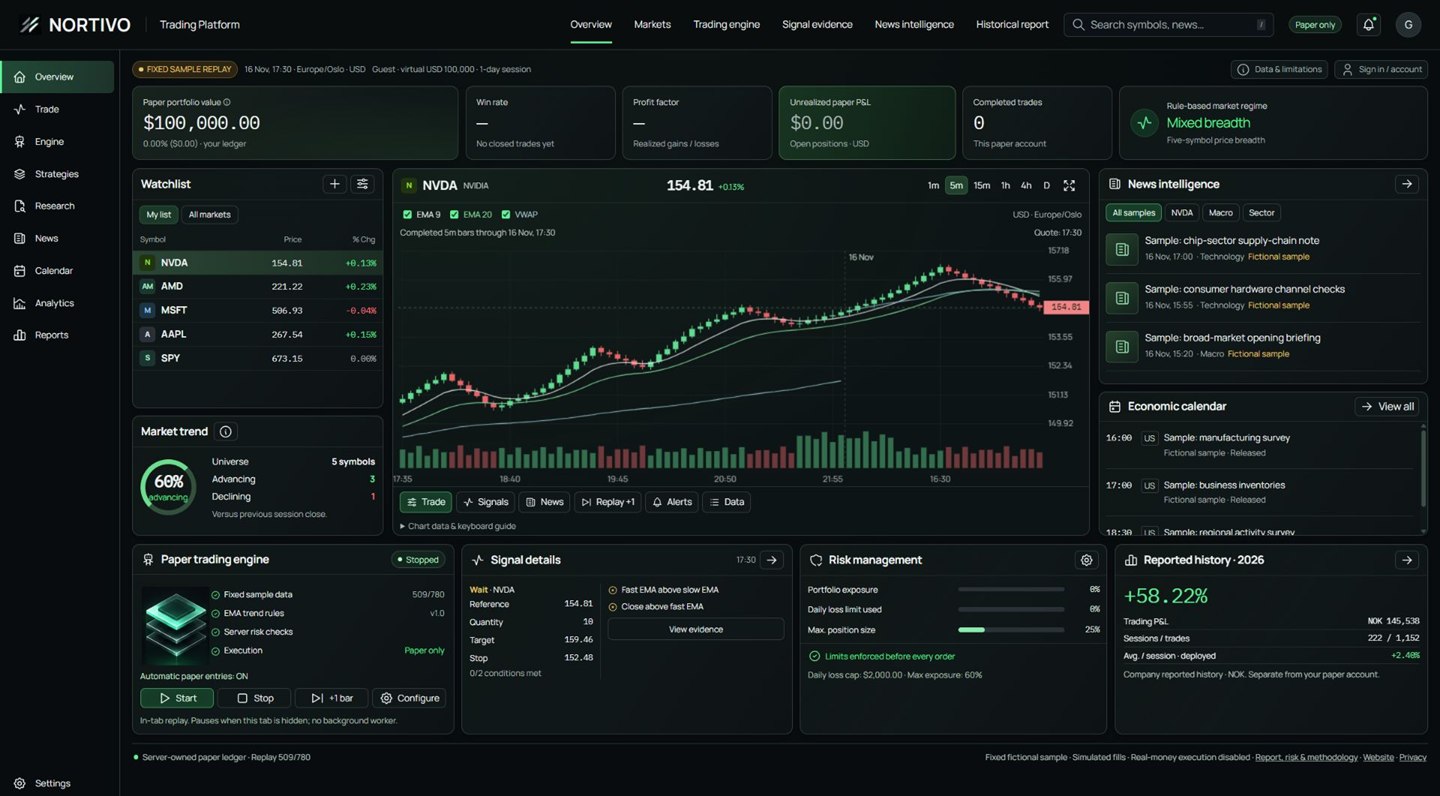 NORTIVO
Trading Platform
Overview Markets Trading engine Signal evidence News intelligence Historical report
Search symbols, news... /
Paper only
G
Overview
Trade
Engine
Strategies
Research
News
Calendar
Analytics
Reports
Settings
FIXED SAMPLE REPLAY 16 Nov, 17:30 · Europe/Oslo · USD Guest · virtual USD 100,000 · 1-day session
Data & limitations
Sign in / account
Paper portfolio value
$100,000.00
0.00% ($0.00) · your ledger
Win rate
—
No closed trades yet
Profit factor
—
Realized gains / losses
Unrealized paper P&L
$0.00
Open positions · USD
Completed trades
0
This paper account
Rule-based market regime
Mixed breadth
Five-symbol price breadth
Watchlist
My list All markets
Symbol Price % Chg
N NVDA 154.81 +0.13%
AM AMD 221.22 +0.23%
M MSFT 506.93 -0.04%
A AAPL 267.54 +0.15%
S SPY 673.15 0.00%
Market trend
60%
advancing
Universe 5 symbols
Advancing 3
Declining 1
Versus previous session close.
N NVDA NVIDIA 154.81 +0.13%
1m 5m 15m 1h 4h D
EMA 9 EMA 20 VWAP
USD · Europe/Oslo
Completed 5m bars through 16 Nov, 17:30
Quote: 17:30
16 Nov
157.18
155.97
154.81
153.55
152.34
151.13
149.92
17:35 18:40 19:45 20:50 21:55 16:30
Trade Signals News Replay +1 Alerts Data
Chart data & keyboard guide
News intelligence
All samples NVDA Macro Sector
Sample: chip-sector supply-chain note
16 Nov, 17:00 · Technology Fictional sample
Sample: consumer hardware channel checks
16 Nov, 15:55 · Technology Fictional sample
Sample: broad-market opening briefing
16 Nov, 15:20 · Macro Fictional sample
Economic calendar
View all
16:00 US Sample: manufacturing survey
Fictional sample · Released
17:00 US Sample: business inventories
Fictional sample · Released
18:30 US Sample: regional activity survey
Paper trading engine
Stopped
Fixed sample data 509/780
EMA trend rules v1.0
Server risk checks
Execution Paper only
Automatic paper entries: ON
Start Stop +1 bar Configure
In-tab replay. Pauses when this tab is hidden; no background worker.
Signal details
17:30
Wait · NVDA
Reference 154.81
Quantity 10
Target 159.46
Stop 152.48
0/2 conditions met
Fast EMA above slow EMA
Close above fast EMA
View evidence
Risk management
Portfolio exposure 0%
Daily loss limit used 0%
Max. position size 25%
Limits enforced before every order
Daily loss cap: $2,000.00 · Max exposure: 60%
Reported history · 2026
+58.22%
Trading P&L NOK 145,538
Sessions / trades 222 / 1,152
Avg. / session · deployed +2.40%
Company reported history · NOK. Separate from your paper account.
Server-owned paper ledger · Replay 509/780
Fixed fictional sample · Simulated fills · Real-money execution disabled · Report, risk & methodology · Website · Privacy